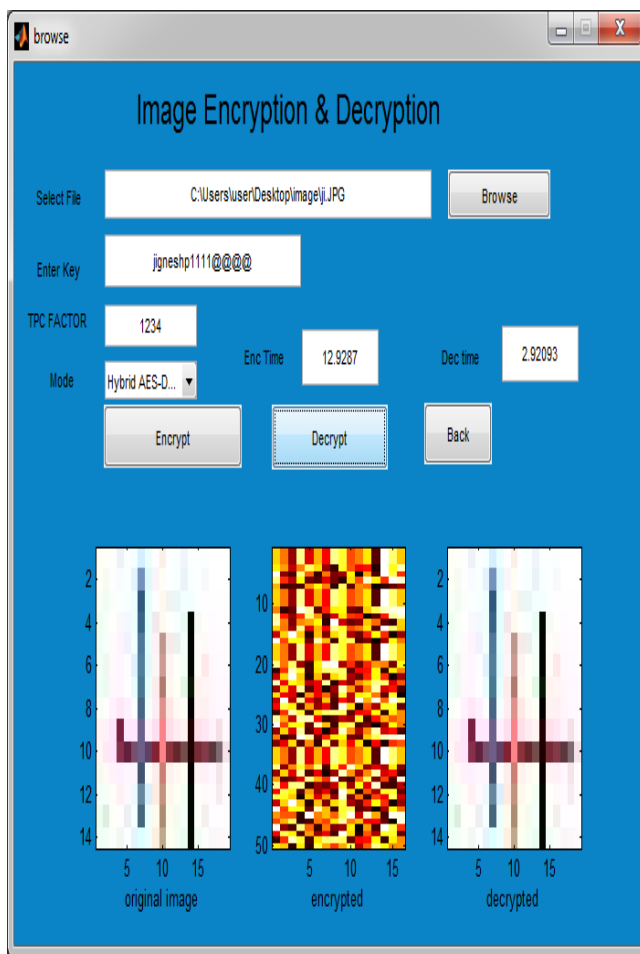 browse
Image Encryption & Decryption
Select File
C:\Users\user\Desktop\image\ji.JPG
Browse
Enter Key
jigneshp1111@@@@
TPC FACTOR
1234
Enc Time
12.9287
Dec time
2.92093
Mode
Hybrid AES-D...
Encrypt
Decrypt
Back
2
4
6
8
10
12
14
5 10 15
original image
10
20
30
40
50
5 10 15
encrypted
2
4
6
8
10
12
14
5 10 15
decrypted